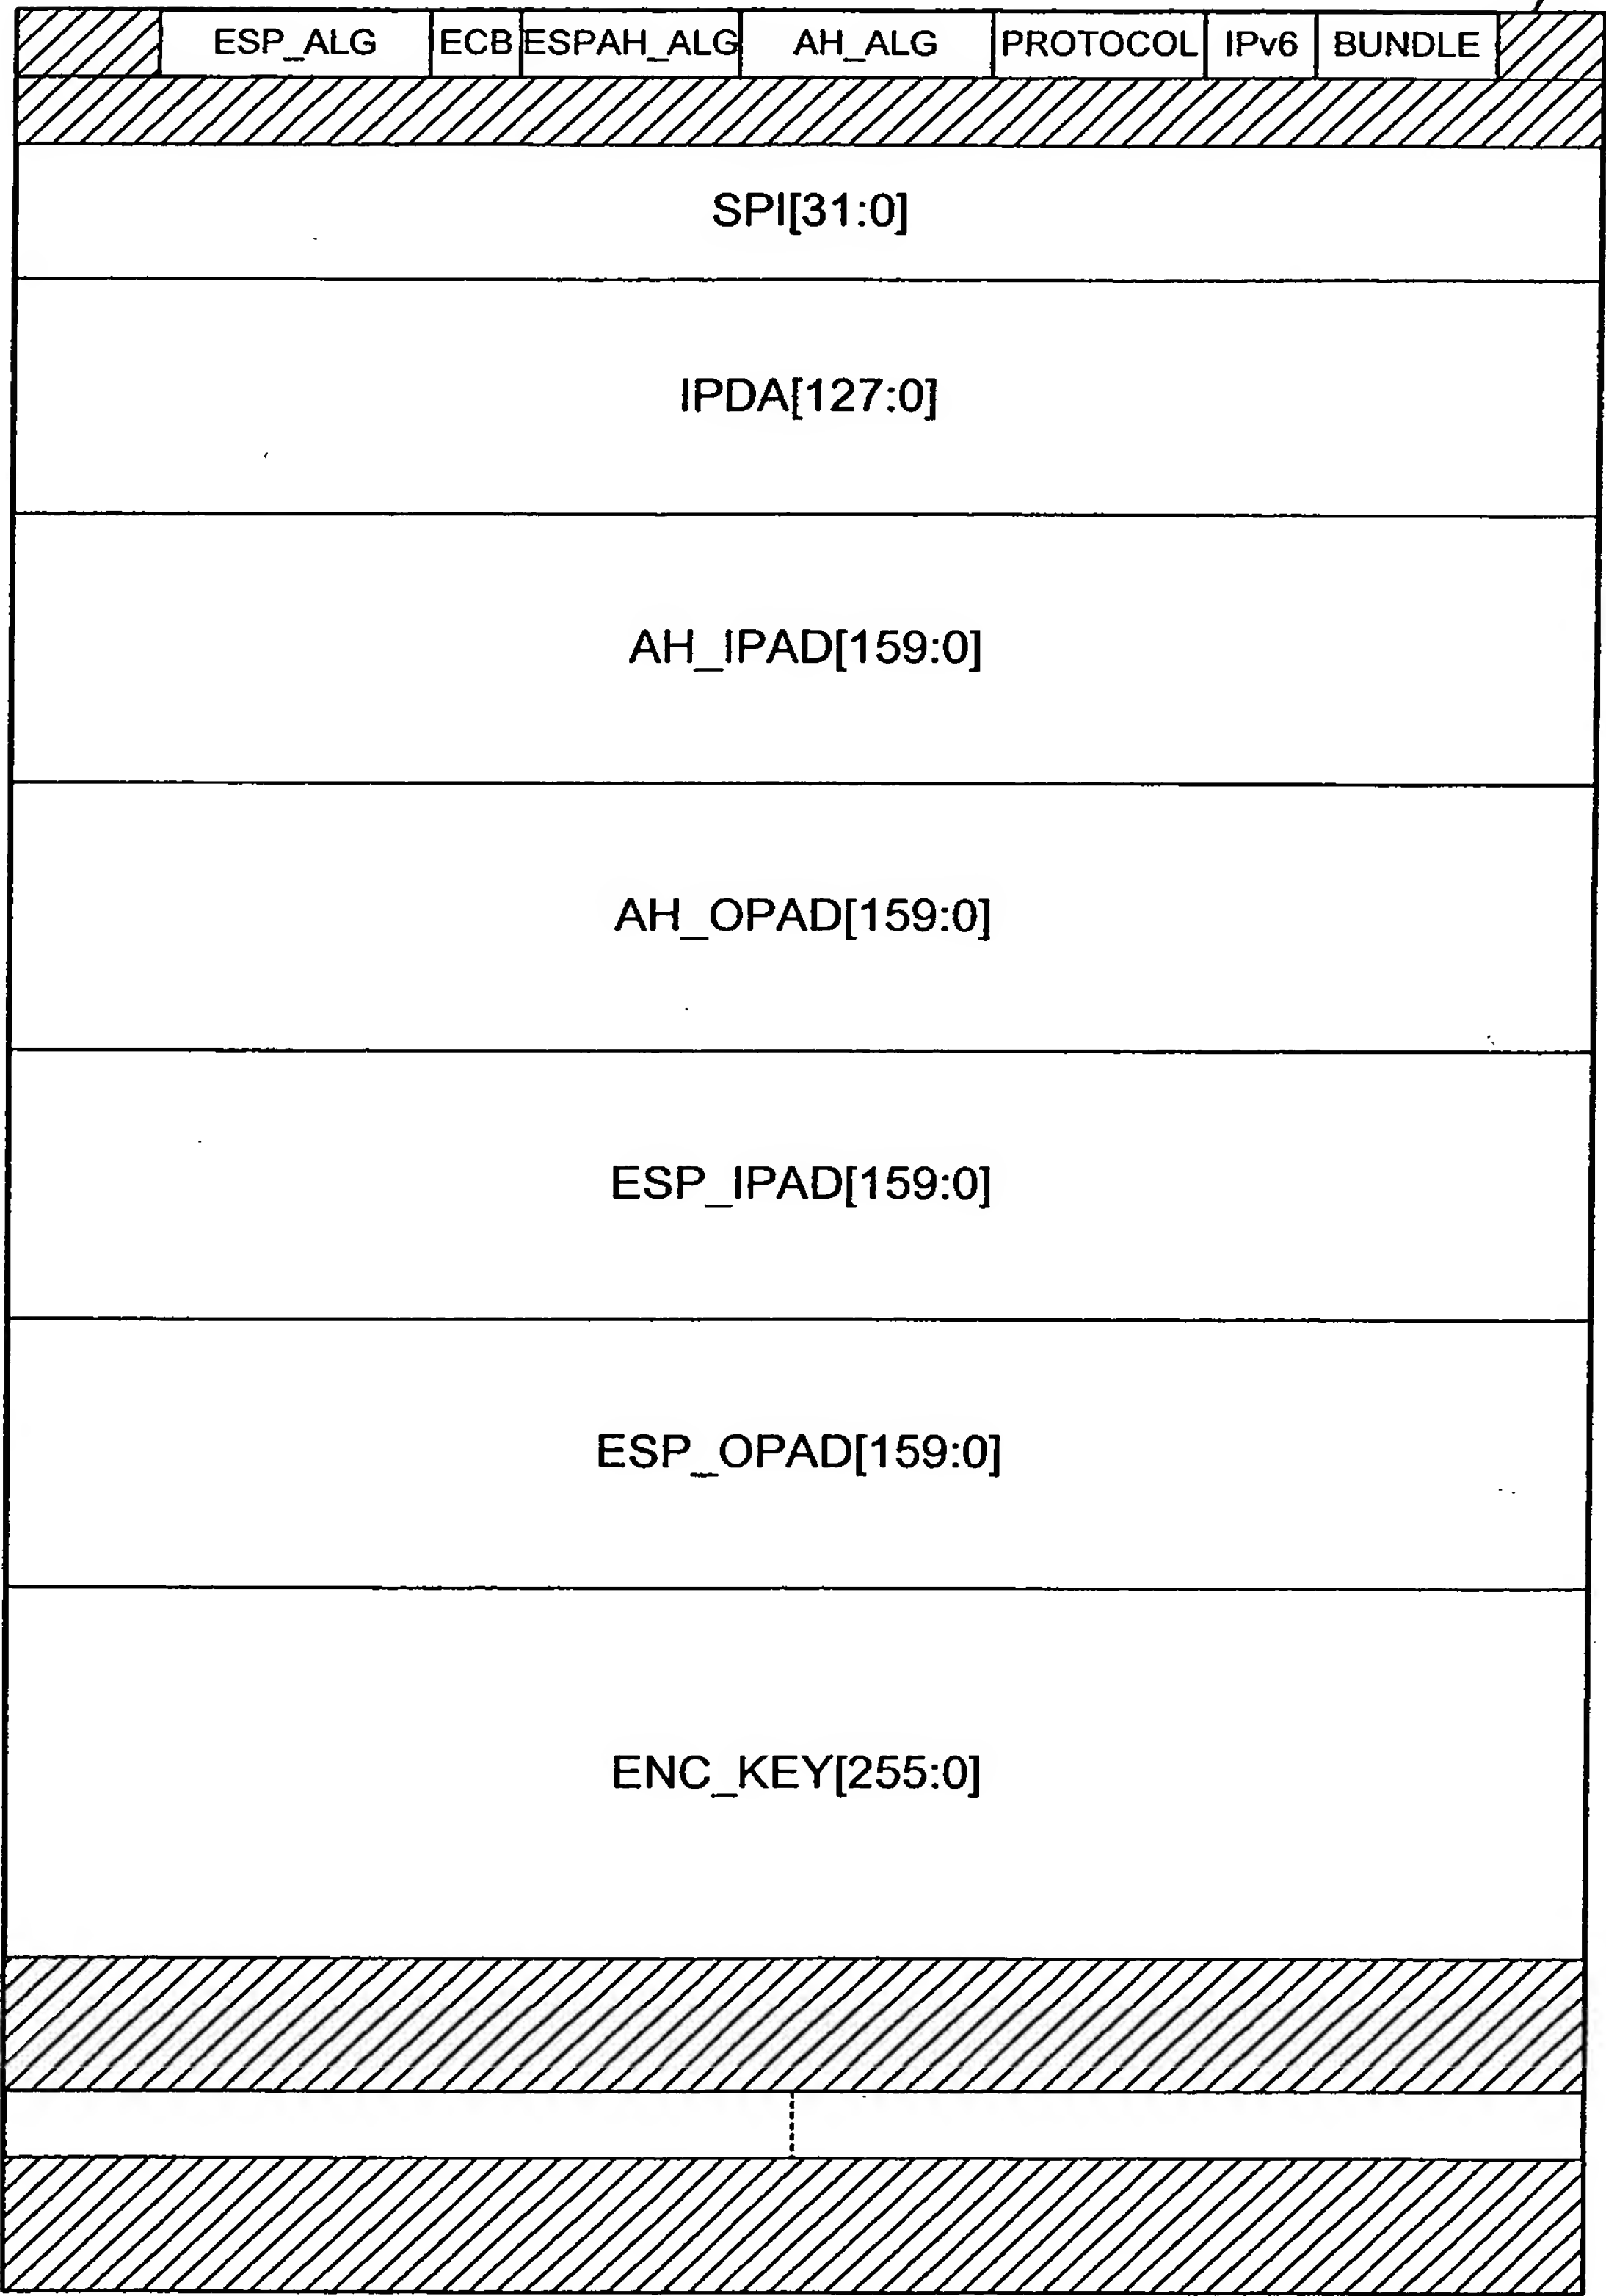 ESP_ALG ECB ESPAH_ALG AH_ALG PROTOCOL IPv6 BUNDLE
SPI[31:0]
IPDA[127:0]
AH_IPAD[159:0]
AH_OPAD[159:0]
ESP_IPAD[159:0]
ESP_OPAD[159:0]
ENC_KEY[255:0]